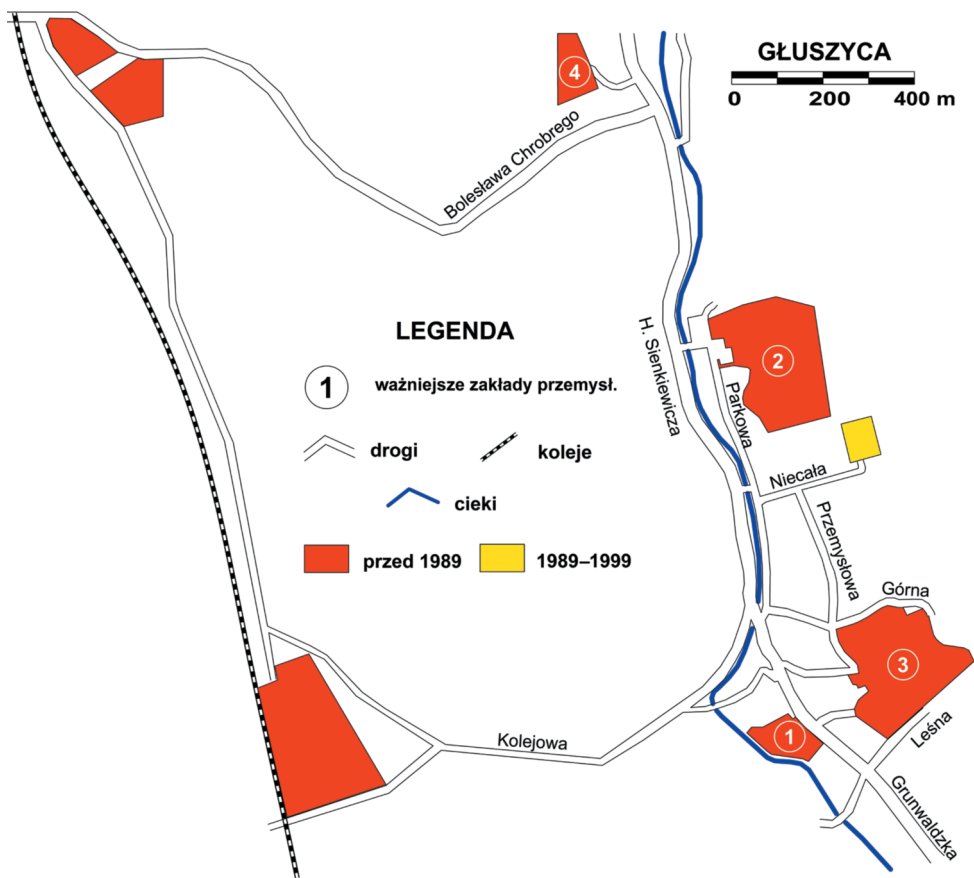 GŁUSZYCA
0 200 400 m
4
Bolesława Chrobrego
H. Sienkiewicza
2
Parkowa
LEGENDA
1 ważniejsze zakłady przemysł.
drogi koleje
cieki
przed 1989 1989–1999
Niecała
Przemysłowa
Górna
3
Leśna
1
Kolejowa
Grunwaldzka